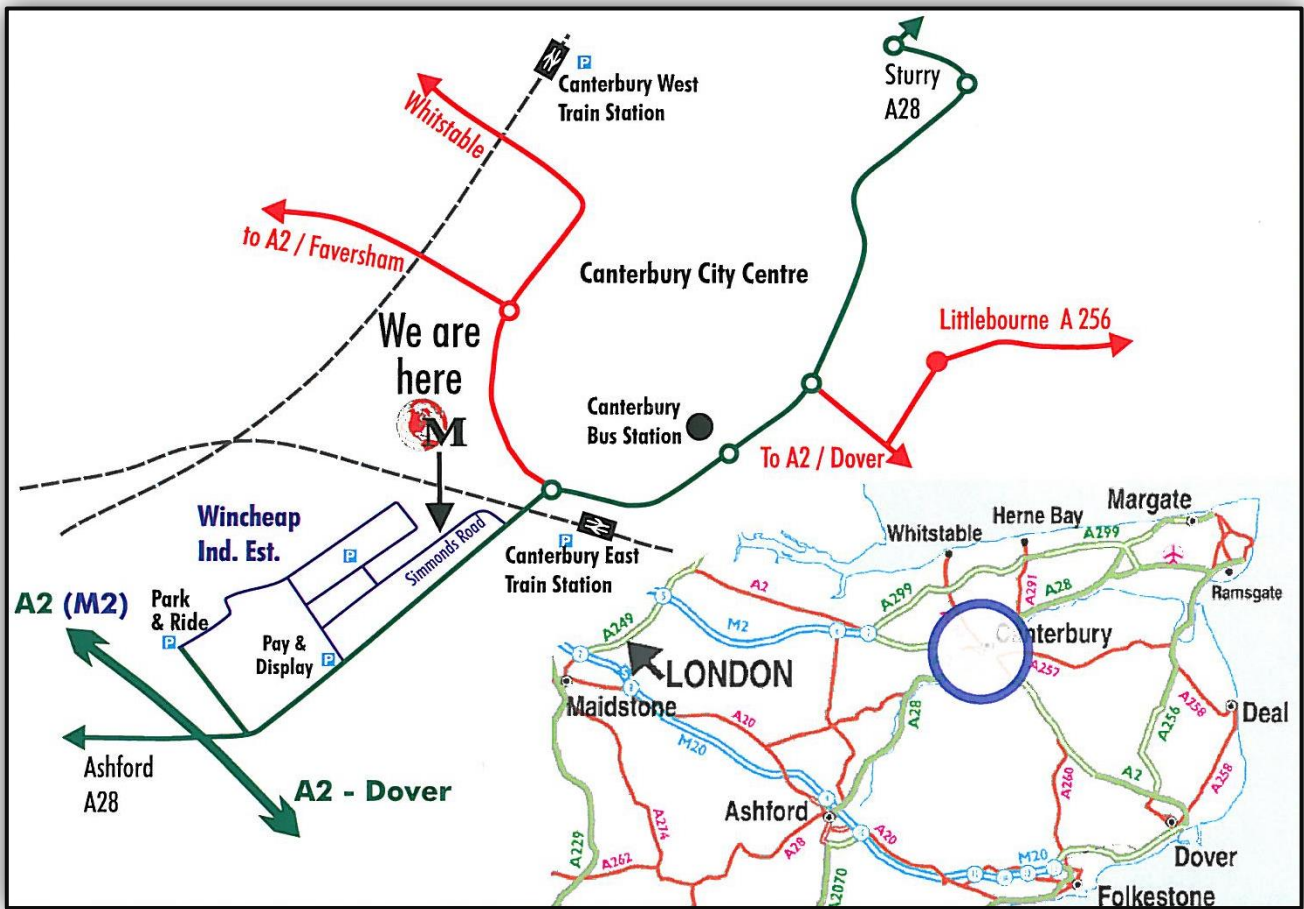 P
Canterbury West
Train Station
Sturry
A28
Whitstable
to A2 / Faversham
Canterbury City Centre
Littlebourne A 256
We are
here
M
Canterbury
Bus Station
To A2 / Dover
Wincheap
Ind. Est.
P
Simmonds Road
P
Canterbury East
Train Station
A2 (M2)
Park
& Ride
P
Pay &
Display
P
Ashford
A28
A2 - Dover
Margate
Herne Bay
Whitstable
A299
A2
A299
A291
A28
Ramsgate
5
M2
A249
Canterbury
A257
7
LONDON
8
Maidstone
A28
A256
A258
Deal
A20
M20
A260
A2
A258
Ashford
A28
A20
A229
A274
A262
M20
Dover
A2070
Folkestone